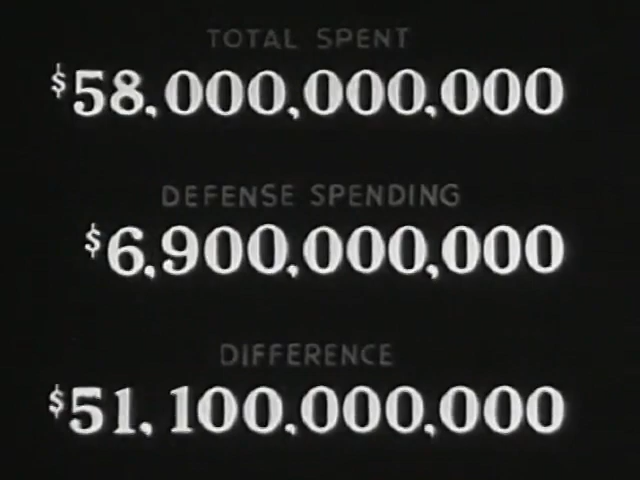 TOTAL SPENT
$58,000,000,000
DEFENSE SPENDING
$6,900,000,000
DIFFERENCE
$51,100,000,000